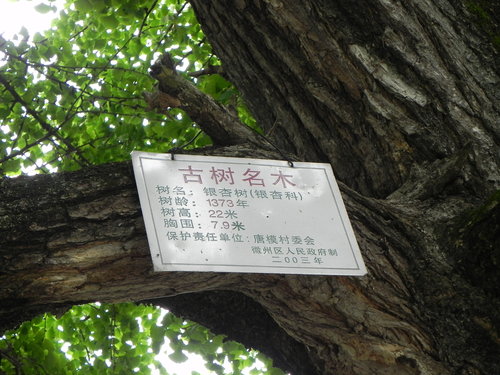 古树名木
树名：银杏树(银杏科)
树龄：1373年
树高：22米
胸围：7.9米
保护责任单位：唐模村委会
徽州区人民政府制
二00三年